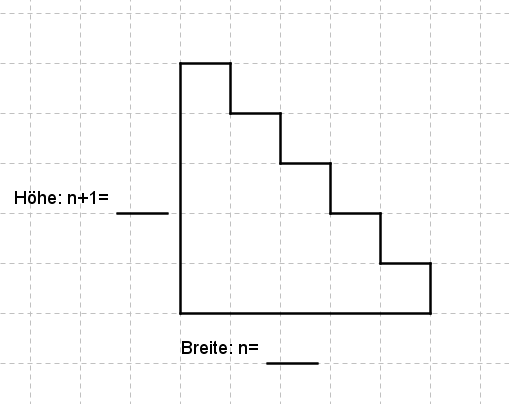 Höhe: n+1=
Breite: n=